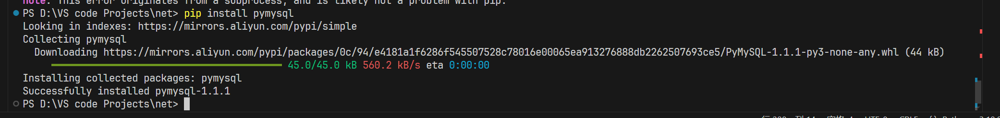 note: This error originates from a subprocess, and is likely not a problem with pip.
PS D:\VS code Projects\net> pip install pymysql
Looking in indexes: https://mirrors.aliyun.com/pypi/simple
Collecting pymysql
Downloading https://mirrors.aliyun.com/pypi/packages/0c/94/e4181a1f6286f545507528c78016e00065ea913276888db2262507693ce5/PyMySQL-1.1.1-py3-none-any.whl (44 kB)
45.0/45.0 kB 560.2 kB/s eta 0:00:00
Installing collected packages: pymysql
Successfully installed pymysql-1.1.1
PS D:\VS code Projects\net>